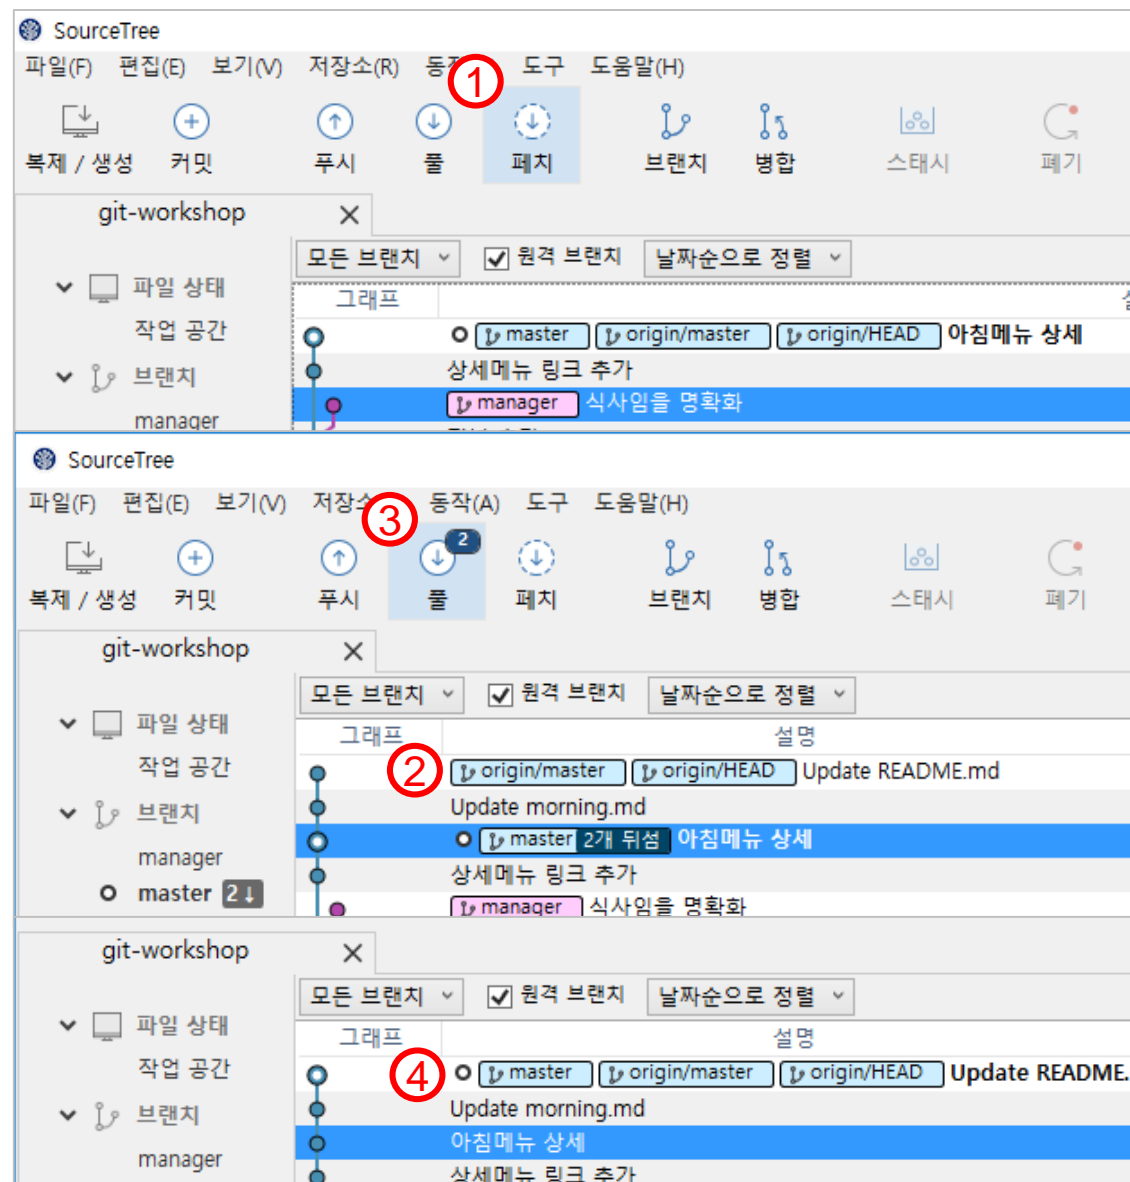 SourceTree
파일(F) 편집(E) 보기(V) 저장소(R) 도구 도움말(H)
1
복제 / 생성 커밋 푸시 풀 페치 브랜치 병합 스태시 폐기
git-workshop
모든 브랜치 원격 브랜치 날짜순으로 정렬
파일 상태
그래프
작업 공간
master origin/master origin/HEAD 아침메뉴 상세
브랜치
상세메뉴 링크 추가
manager 식사임을 명확화
manager
SourceTree
파일(F) 편집(E) 보기(V) 동작(A) 도구 도움말(H)
3
2
복제 / 생성 커밋 푸시 풀 페치 브랜치 병합 스태시 폐기
git-workshop
모든 브랜치 원격 브랜치 날짜순으로 정렬
파일 상태
그래프 설명
작업 공간
2 origin/master origin/HEAD Update README.md
브랜치
Update morning.md
master 2개 뒤섬 아침메뉴 상세
manager
상세메뉴 링크 추가
master 2↓
manager 식사임을 명확화
git-workshop
모든 브랜치 원격 브랜치 날짜순으로 정렬
파일 상태
그래프 설명
작업 공간
4 master origin/master origin/HEAD Update README.
브랜치
Update morning.md
아침메뉴 상세
manager
상세메뉴 링크 추가